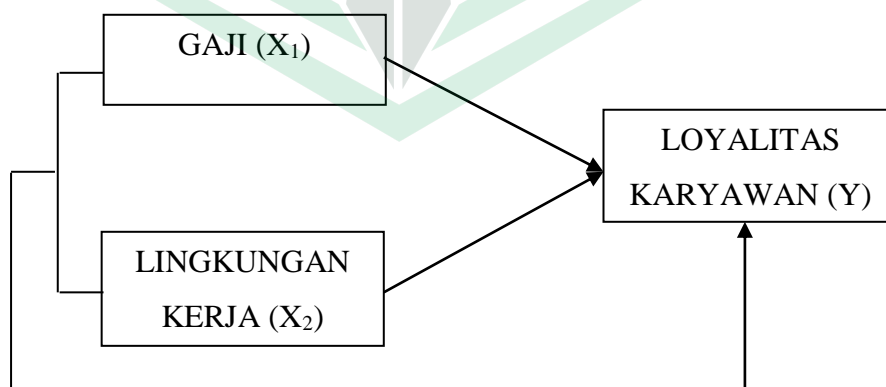 GAJI (X₁)
LOYALITAS
KARYAWAN (Y)
LINGKUNGAN
KERJA (X₂)